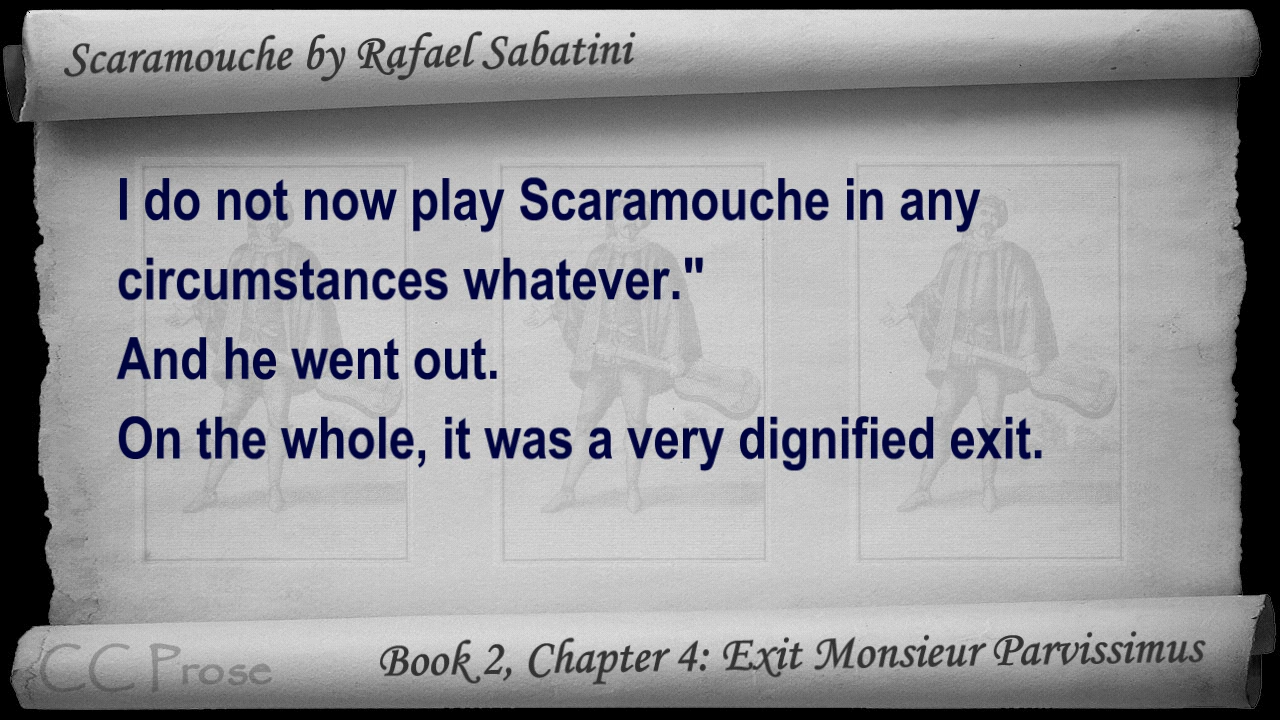 Scaramouche by Rafael Sabatini
I do not now play Scaramouche in any
circumstances whatever."
And he went out.
On the whole, it was a very dignified exit.
CC Prose
Book 2, Chapter 4: Exit Monsieur Parvissimus